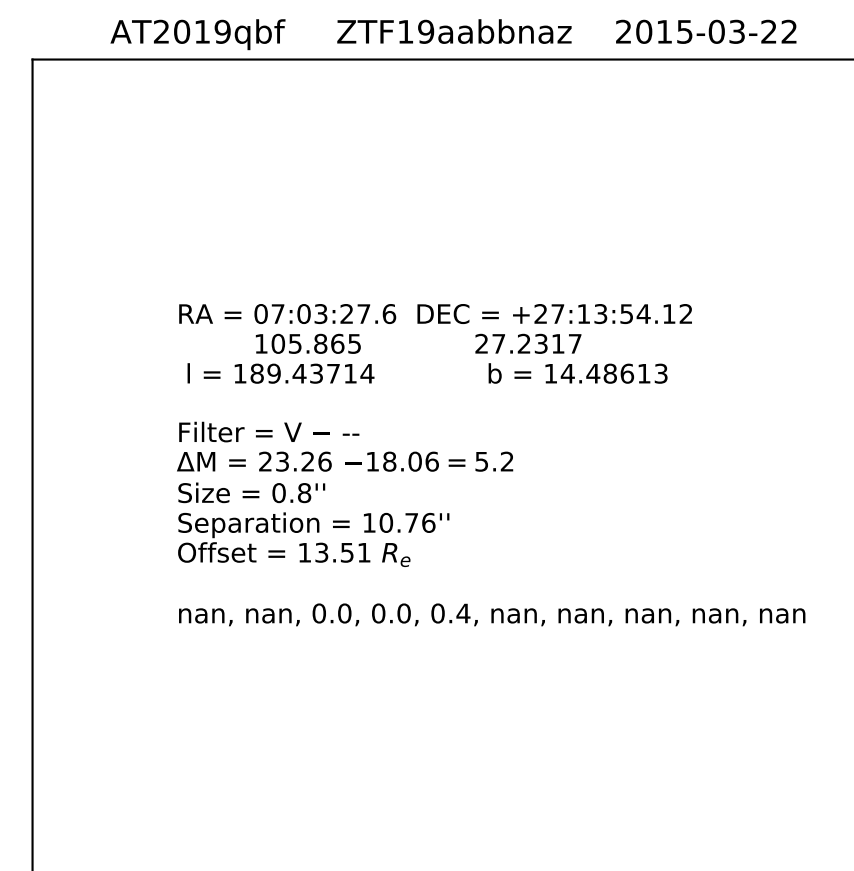 AT2019qbf ZTF19aabbnaz 2015-03-22
RA = 07:03:27.6 DEC = +27:13:54.12
105.865 27.2317
l = 189.43714 b = 14.48613
Filter = V − --
ΔM = 23.26 −18.06 = 5.2
Size = 0.8''
Separation = 10.76''
Offset = 13.51 Rₑ
nan, nan, 0.0, 0.0, 0.4, nan, nan, nan, nan, nan